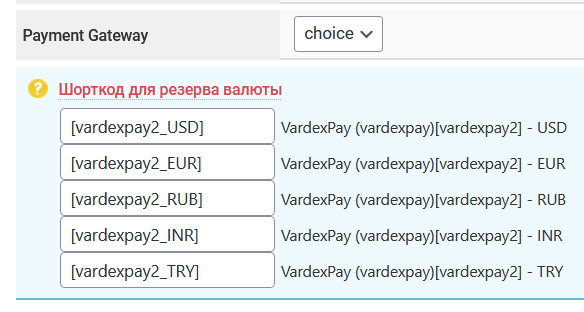 Payment Gateway choice
? Шорткод для резерва валюты
[vardexpay2_USD] VardexPay (vardexpay)[vardexpay2] - USD
[vardexpay2_EUR] VardexPay (vardexpay)[vardexpay2] - EUR
[vardexpay2_RUB] VardexPay (vardexpay)[vardexpay2] - RUB
[vardexpay2_INR] VardexPay (vardexpay)[vardexpay2] - INR
[vardexpay2_TRY] VardexPay (vardexpay)[vardexpay2] - TRY